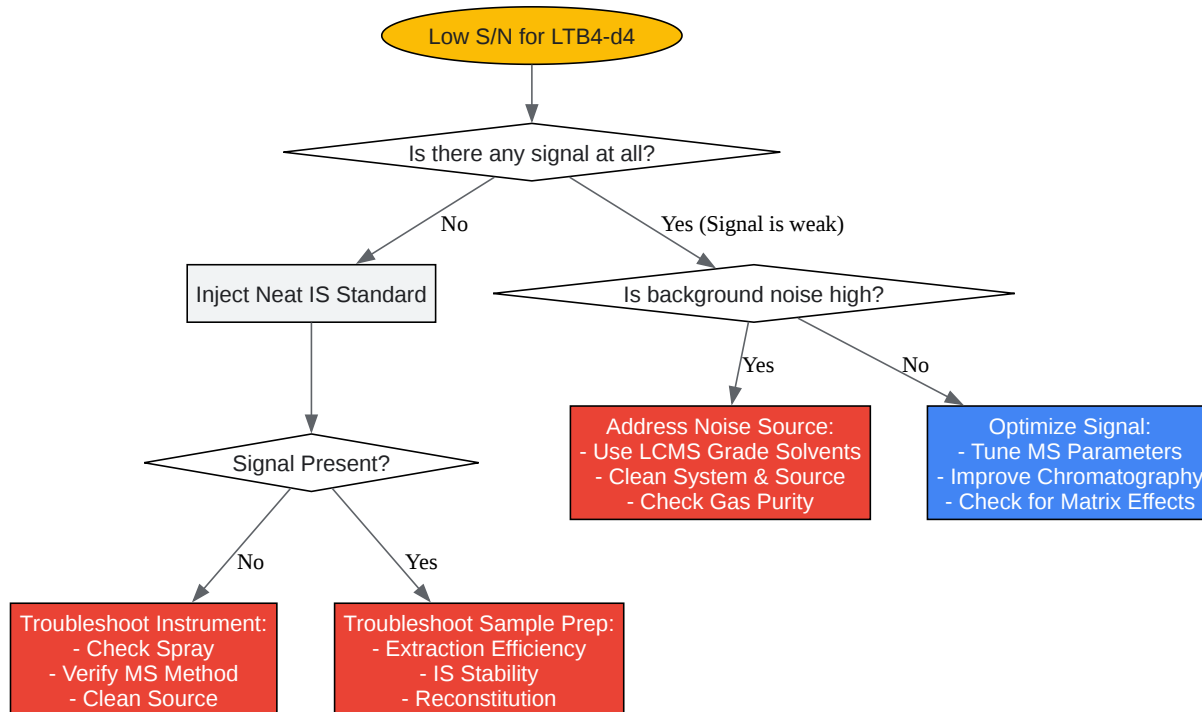 Low S/N for LTB4-d4
Is there any signal at all?
No
Yes (Signal is weak)
Inject Neat IS Standard
Is background noise high?
Yes
No
Address Noise Source:
- Use LCMS Grade Solvents
- Clean System & Source
- Check Gas Purity
Optimize Signal:
- Tune MS Parameters
- Improve Chromatography
- Check for Matrix Effects
Signal Present?
No
Yes
Troubleshoot Instrument:
- Check Spray
- Verify MS Method
- Clean Source
Troubleshoot Sample Prep:
- Extraction Efficiency
- IS Stability
- Reconstitution